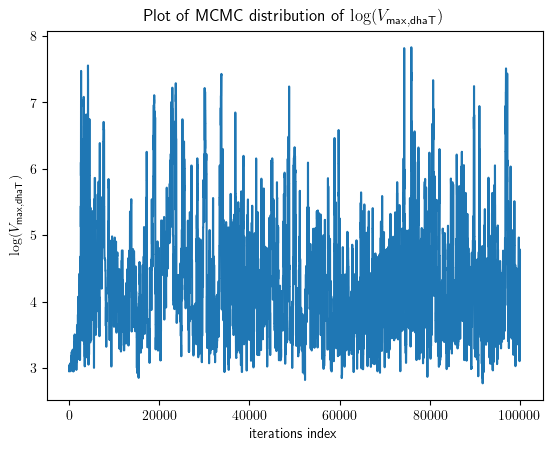 Plot of MCMC distribution of log(V_max,dhaT)
8
7
6
5
4
3
log(V_max,dhaT)
0 20000 40000 60000 80000 100000
iterations index